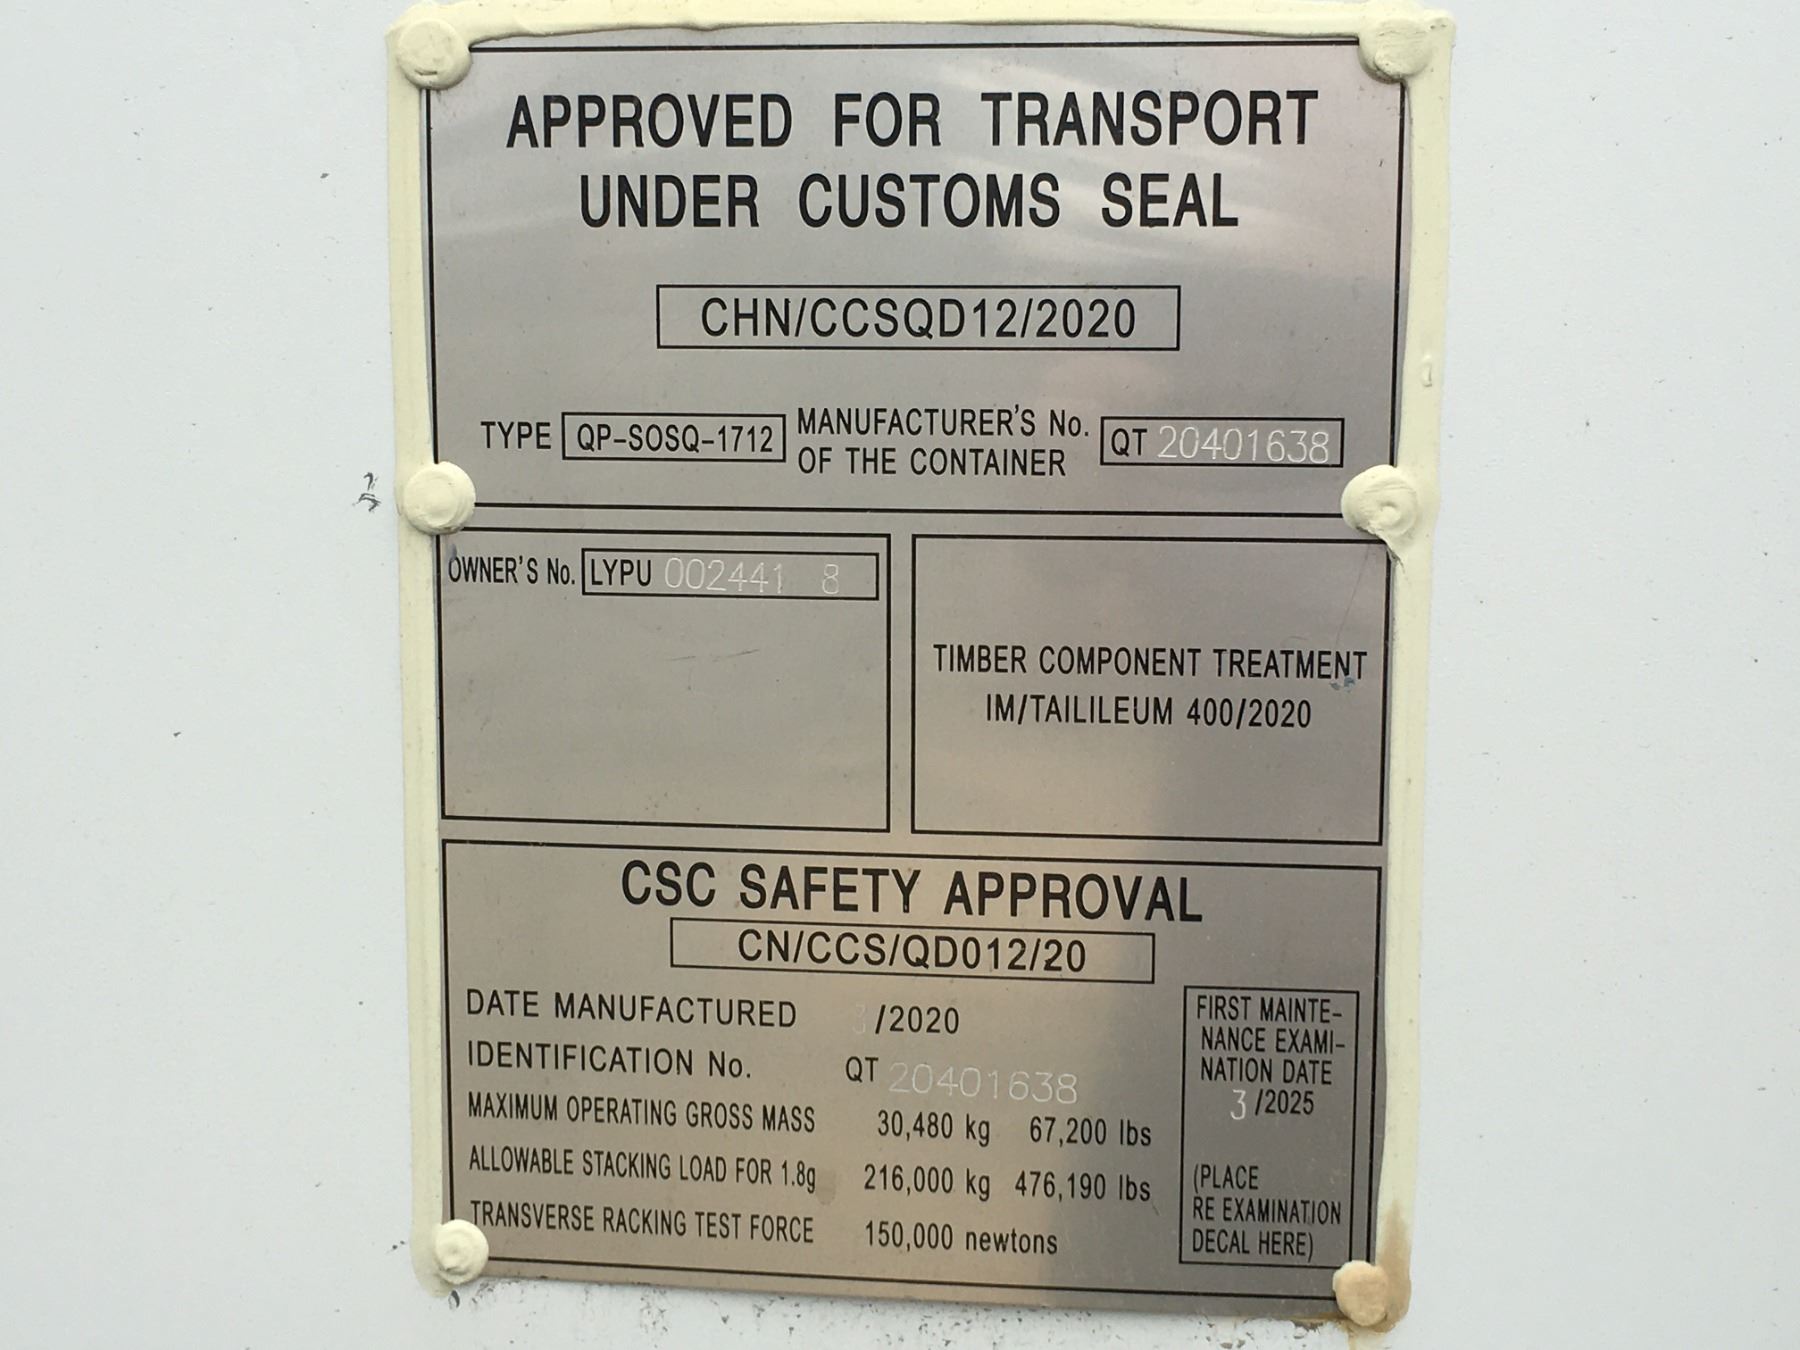 APPROVED FOR TRANSPORT
UNDER CUSTOMS SEAL
CHN/CCSQD12/2020
TYPE QP-SOSQ-1712 MANUFACTURER'S No. OF THE CONTAINER QT 20401638
OWNER'S No. LYPU 002441 8
TIMBER COMPONENT TREATMENT
IM/TAILILEUM 400/2020
CSC SAFETY APPROVAL
CN/CCS/QD012/20
DATE MANUFACTURED 3/2020
IDENTIFICATION No. QT 20401638
MAXIMUM OPERATING GROSS MASS 30,480 kg 67,200 lbs
ALLOWABLE STACKING LOAD FOR 1.8g 216,000 kg 476,190 lbs
TRANSVERSE RACKING TEST FORCE 150,000 newtons
FIRST MAINTE-
NANCE EXAMI-
NATION DATE
3/2025
(PLACE
RE EXAMINATION
DECAL HERE)